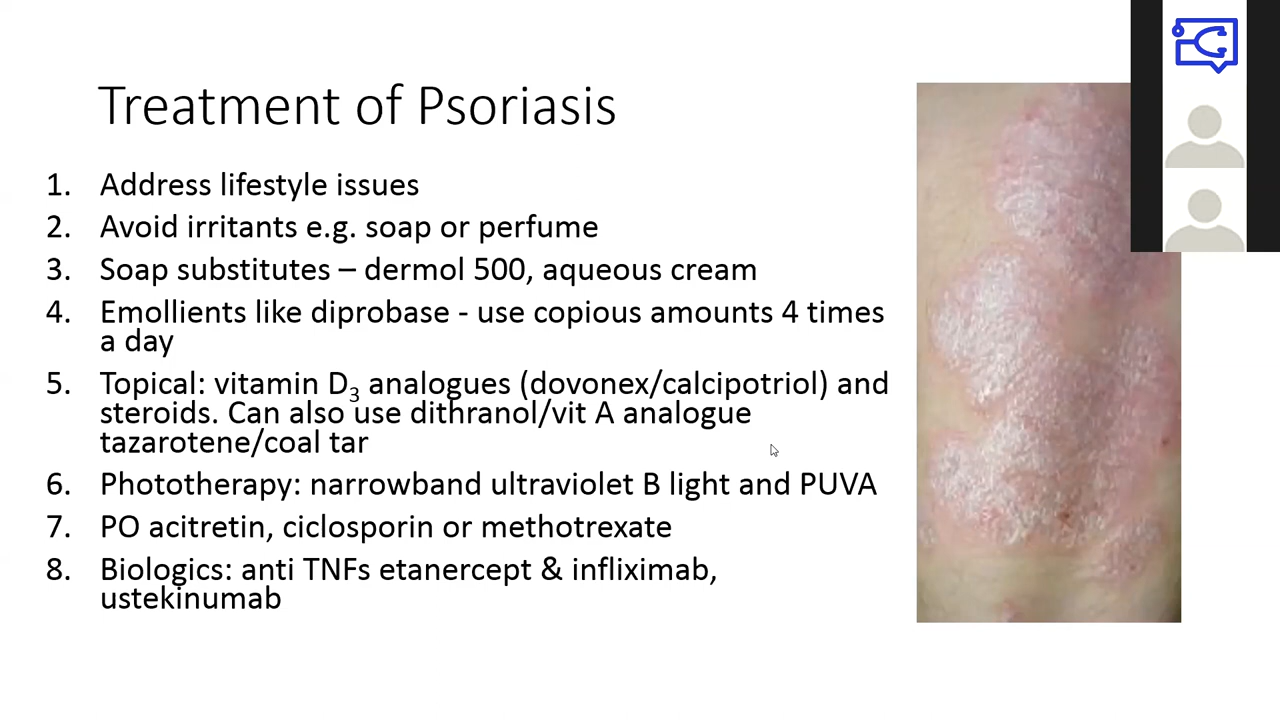 Treatment of Psoriasis
1. Address lifestyle issues
2. Avoid irritants e.g. soap or perfume
3. Soap substitutes – dermol 500, aqueous cream
4. Emollients like diprobase - use copious amounts 4 times
a day
5. Topical: vitamin D₃ analogues (dovonex/calcipotriol) and
steroids. Can also use dithranol/vit A analogue
tazarotene/coal tar
6. Phototherapy: narrowband ultraviolet B light and PUVA
7. PO acitretin, ciclosporin or methotrexate
8. Biologics: anti TNFs etanercept & infliximab,
ustekinumab